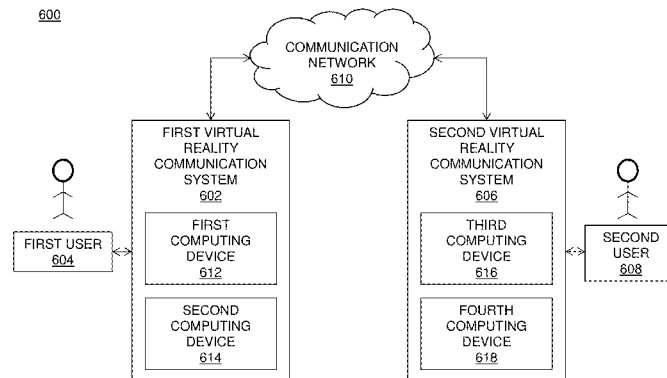 600
COMMUNICATION
NETWORK
610
FIRST VIRTUAL
REALITY
COMMUNICATION
SYSTEM
602
FIRST
COMPUTING
DEVICE
612
SECOND
COMPUTING
DEVICE
614
FIRST USER
604
SECOND VIRTUAL
REALITY
COMMUNICATION
SYSTEM
606
THIRD
COMPUTING
DEVICE
616
FOURTH
COMPUTING
DEVICE
618
SECOND
USER
608